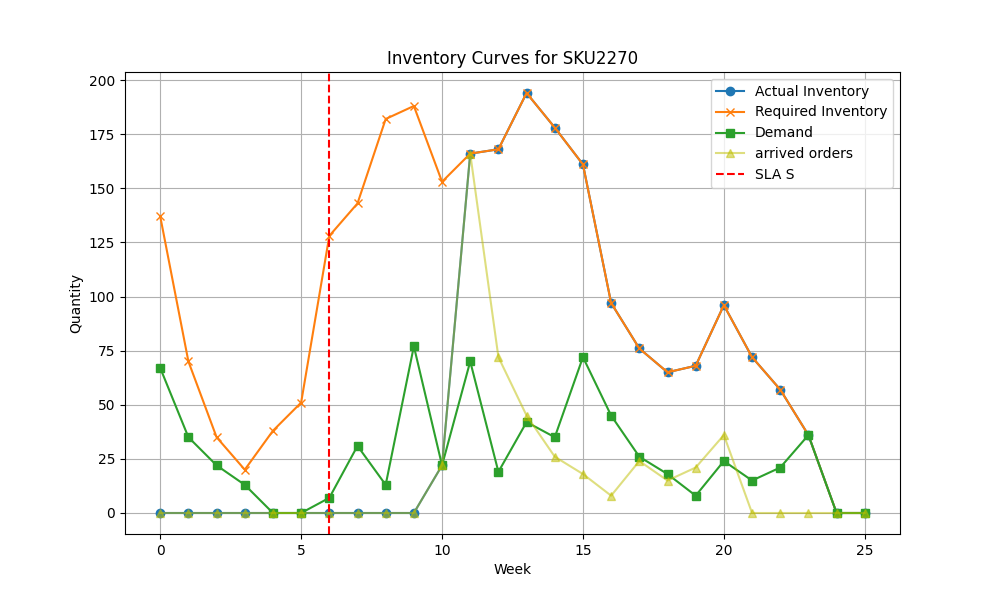 Inventory Curves for SKU2270
200
175
150
125
100
75
50
25
0
Quantity
Actual Inventory
Required Inventory
Demand
arrived orders
SLA S
0 5 10 15 20 25
Week